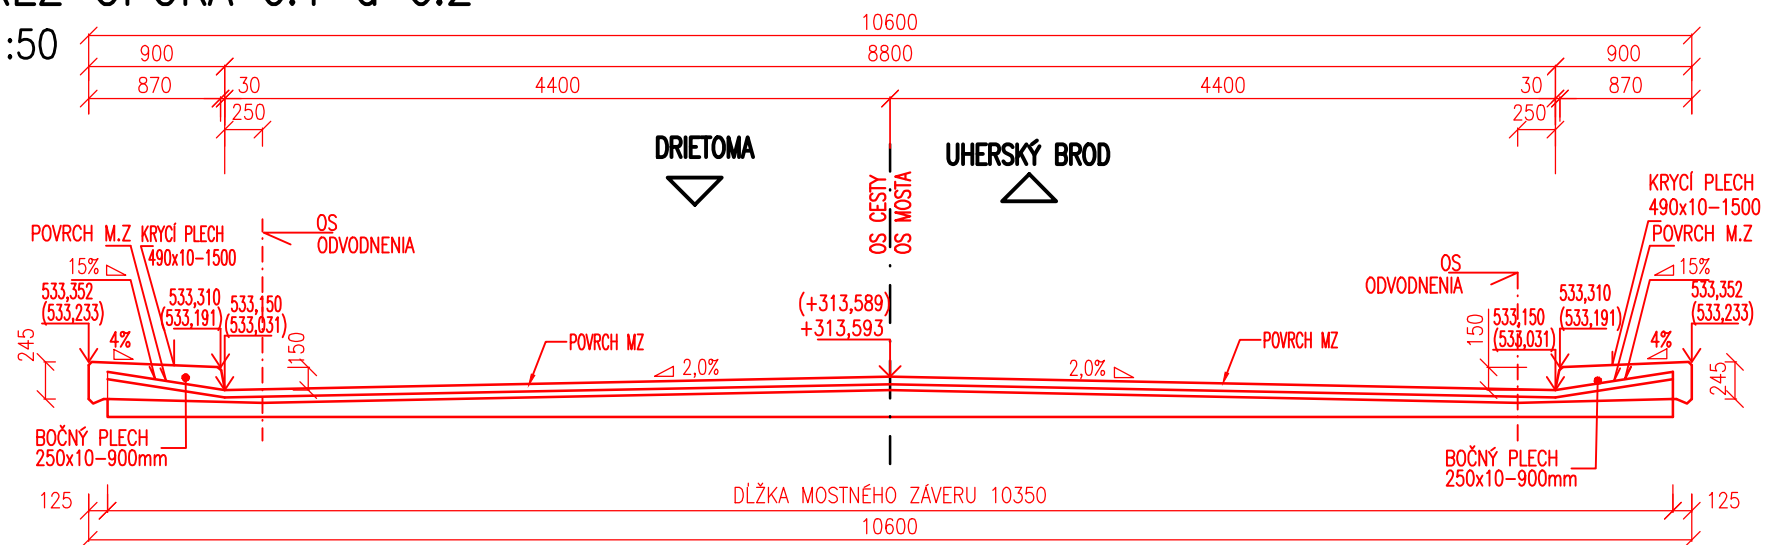 10600
:50
900 8800 900
870 30 4400 4400 30 870
250 250
DRIETOMA
UHERSKÝ BROD
OS CESTY
OS MOSTA
KRYCÍ PLECH
490x10-1500
POVRCH M.Z
15%
533,352
(533,233)
533,310
(533,191)
533,150
(533,031)
4%
245
150
OS
ODVODNENIA
POVRCH M.Z
KRYCÍ PLECH
490x10-1500
15%
533,352
(533,233)
533,310
(533,191)
533,150
(533,031)
OS
ODVODNENIA
4%
245
150
(+313,589)
+313,593
POVRCH MZ
2,0%
2,0%
POVRCH MZ
BOČNÝ PLECH
250x10-900mm
BOČNÝ PLECH
250x10-900mm
125 DĹŽKA MOSTNÉHO ZÁVERU 10350 125
10600